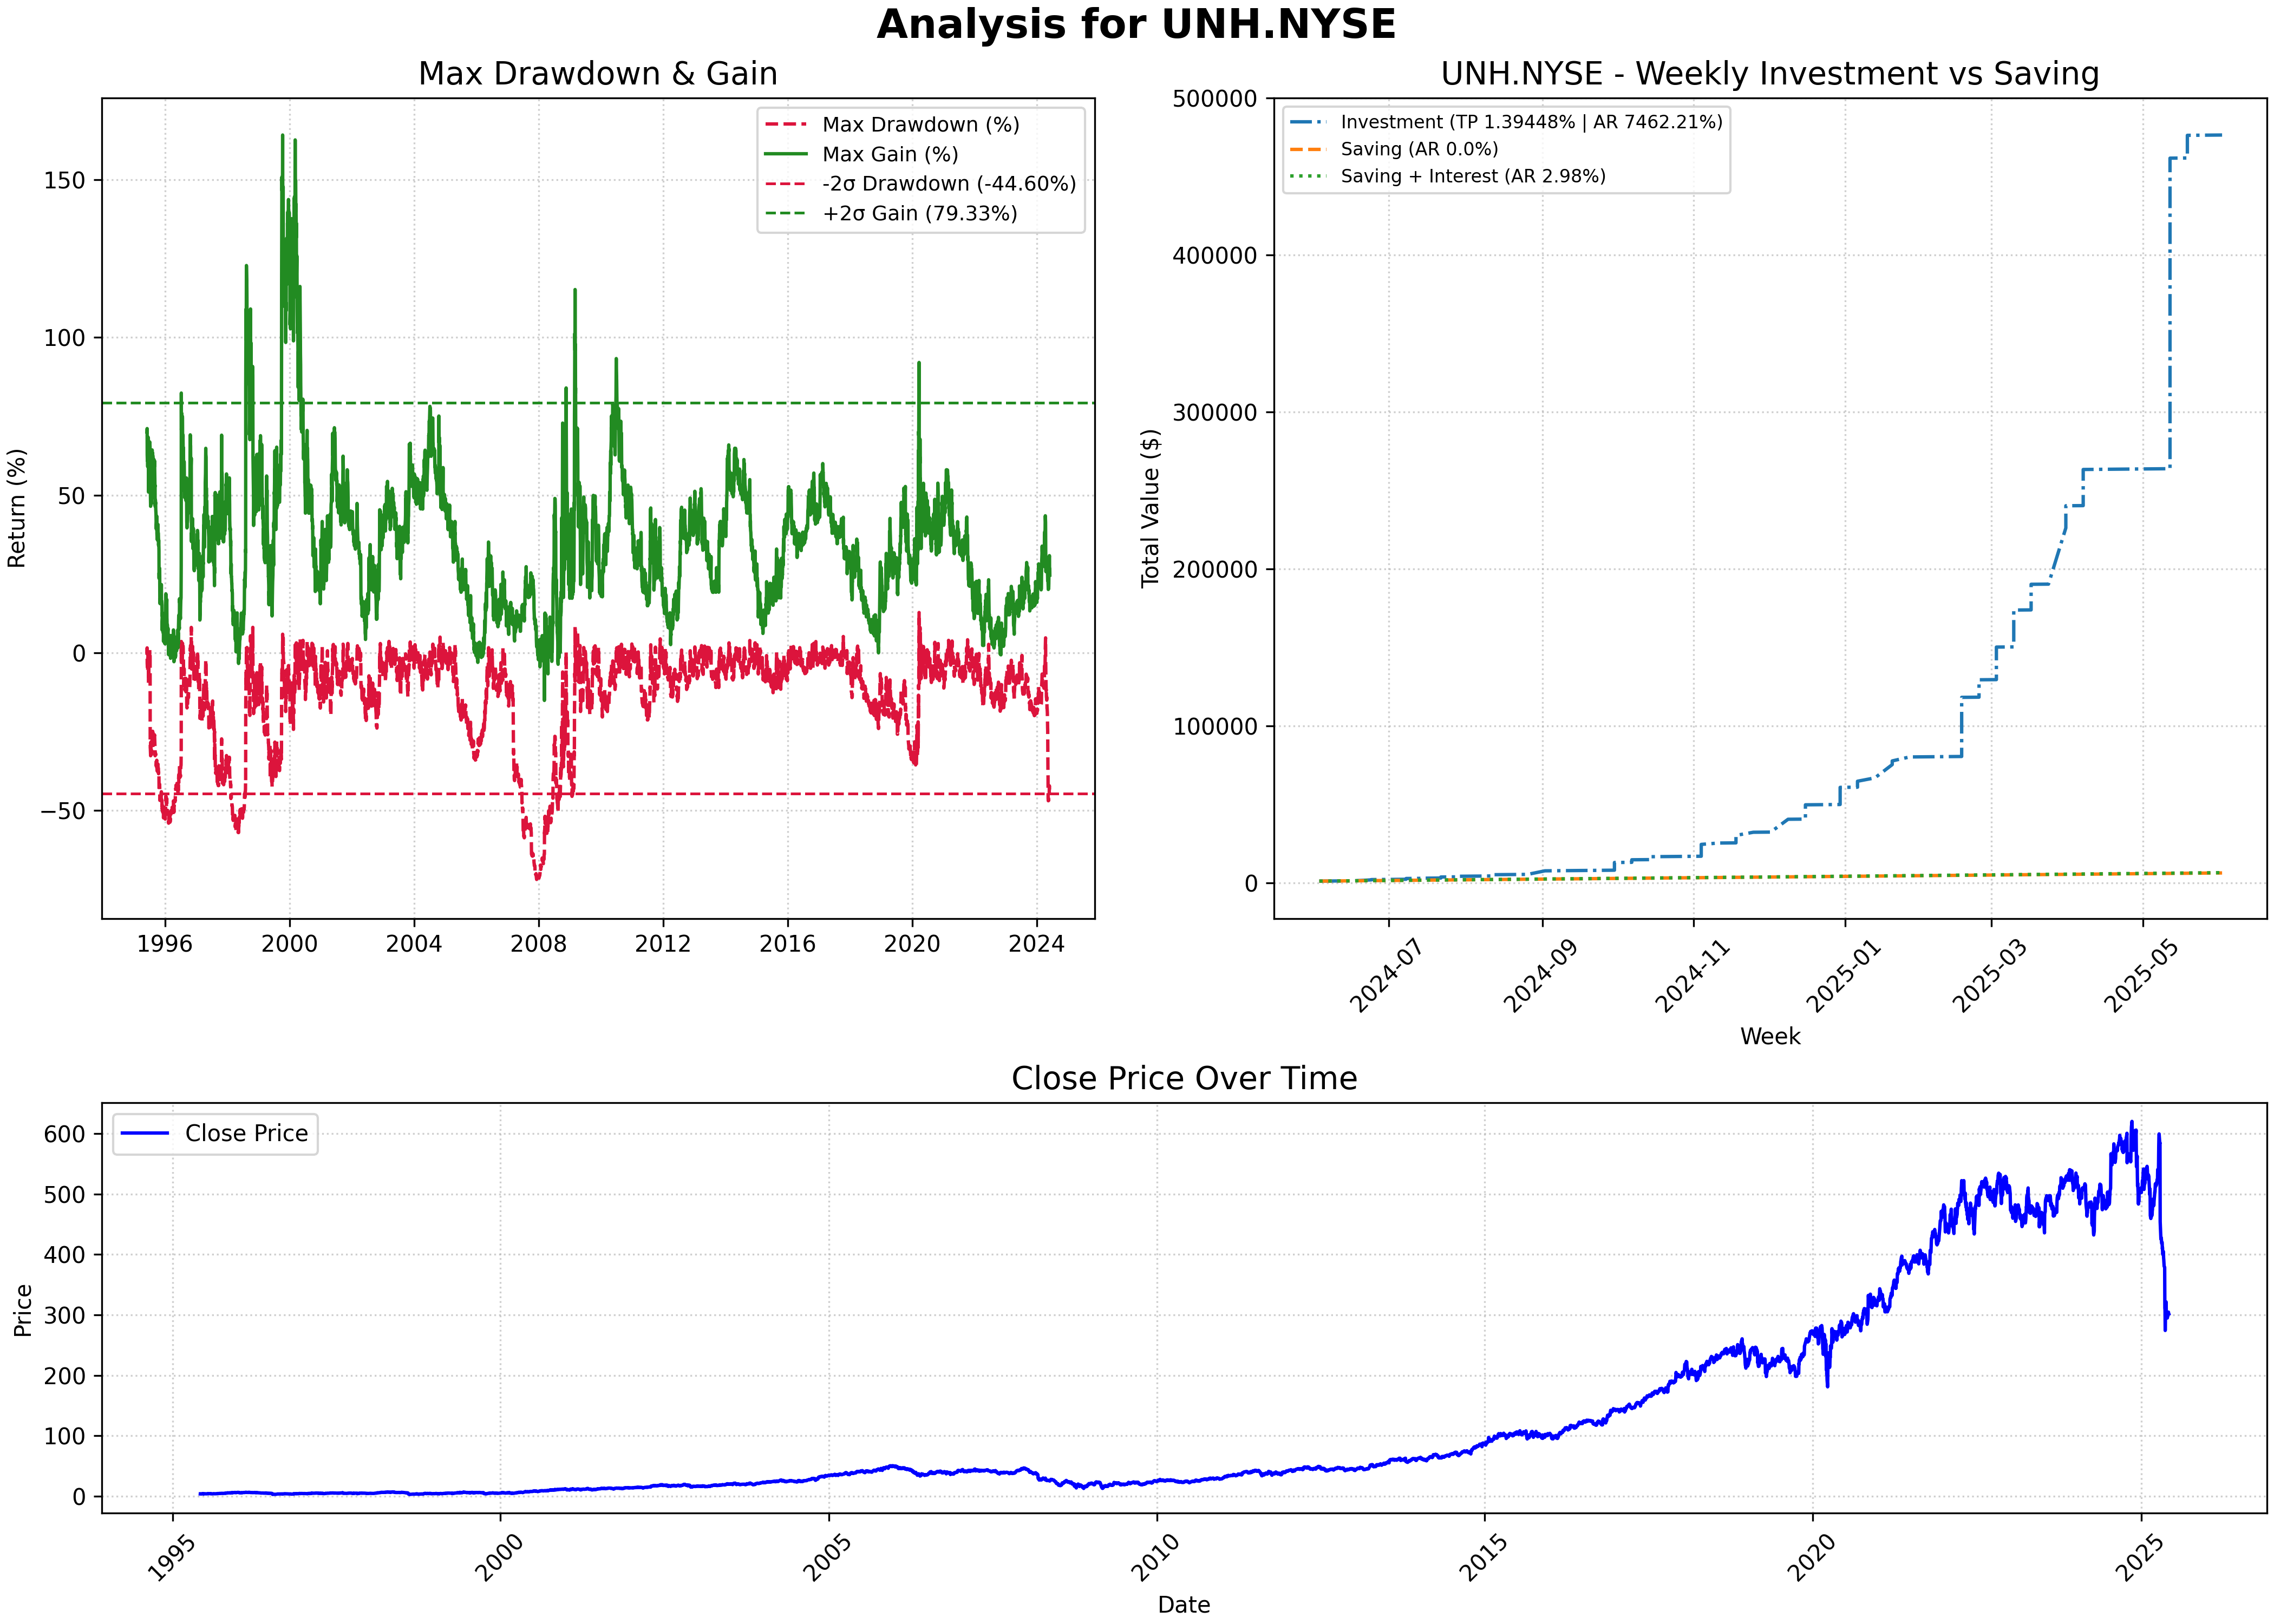 Analysis for UNH.NYSE
Max Drawdown & Gain
Return (%)
150
100
50
0
−50
1996
2000
2004
2008
2012
2016
2020
2024
Max Drawdown (%)
Max Gain (%)
-2σ Drawdown (-44.60%)
+2σ Gain (79.33%)
UNH.NYSE - Weekly Investment vs Saving
Total Value ($)
500000
400000
300000
200000
100000
0
Investment (TP 1.39448% | AR 7462.21%)
Saving (AR 0.0%)
Saving + Interest (AR 2.98%)
2024-07
2024-09
2024-11
2025-01
2025-03
2025-05
Week
Close Price Over Time
Price
600
500
400
300
200
100
0
Close Price
1995
2000
2005
2010
2015
2020
2025
Date